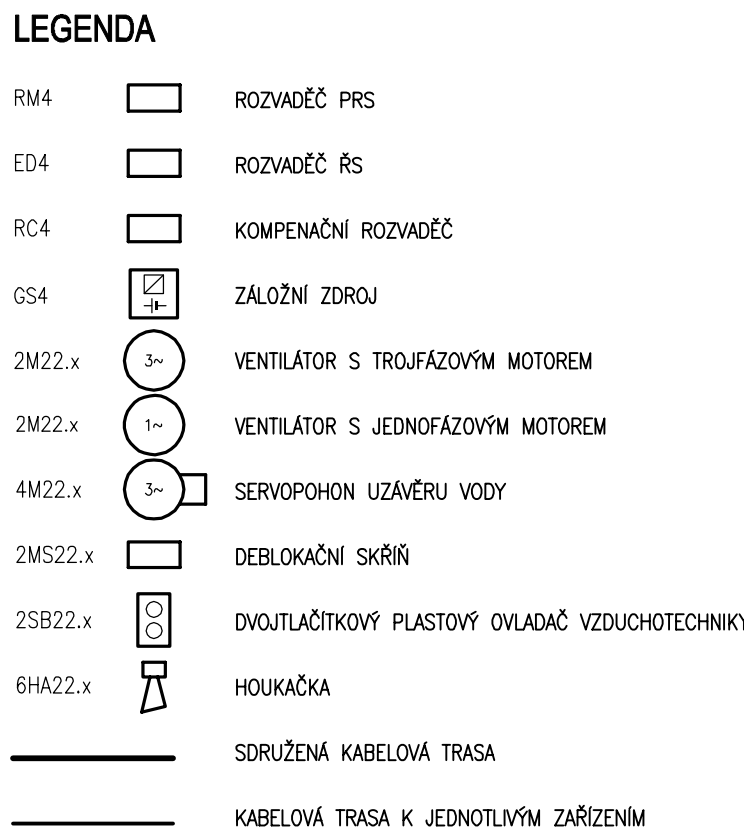 LEGENDA
RM4 ROZVADĚČ PRS
ED4 ROZVADĚČ ŘS
RC4 KOMPENAČNÍ ROZVADĚČ
GS4 ZÁLOŽNÍ ZDROJ
2M22.x 3~ VENTILÁTOR S TROJFÁZOVÝM MOTOREM
2M22.x 1~ VENTILÁTOR S JEDNOFÁZOVÝM MOTOREM
4M22.x 3~ SERVOPOHON UZÁVĚRU VODY
2MS22.x DEBLOKAČNÍ SKŘÍŇ
2SB22.x DVOJTLAČÍTKOVÝ PLASTOVÝ OVLADAČ VZDUCHOTECHNIKY
6HA22.x HOUKAČKA
SDRUŽENÁ KABELOVÁ TRASA
KABELOVÁ TRASA K JEDNOTLIVÝM ZAŘÍZENÍM